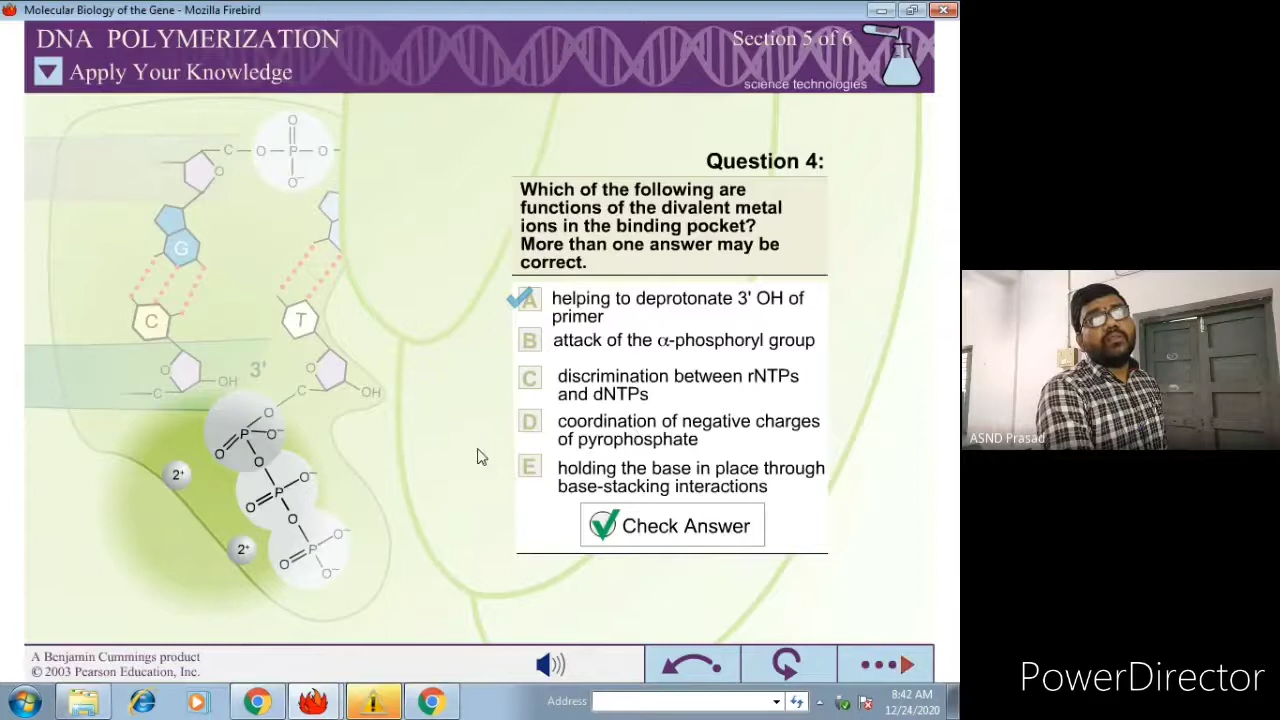 Molecular Biology of the Gene - Mozilla Firebird
DNA POLYMERIZATION
Section 5 of 6
Apply Your Knowledge
science technologies
Question 4:
Which of the following are
functions of the divalent metal
ions in the binding pocket?
More than one answer may be
correct.
A helping to deprotonate 3' OH of
primer
B attack of the α-phosphoryl group
C discrimination between rNTPs
and dNTPs
D coordination of negative charges
of pyrophosphate
E holding the base in place through
base-stacking interactions
Check Answer
O
C O P O
O⁻
O
G
C T
O O
3'
C OH C OH
O
P O⁻
O
O O⁻
2⁺
P
O
O O⁻
2⁺
P
O
O⁻
ASND Prasad
A Benjamin Cummings product
© 2003 Pearson Education, Inc.
PowerDirector
Address
8:42 AM
12/24/2020